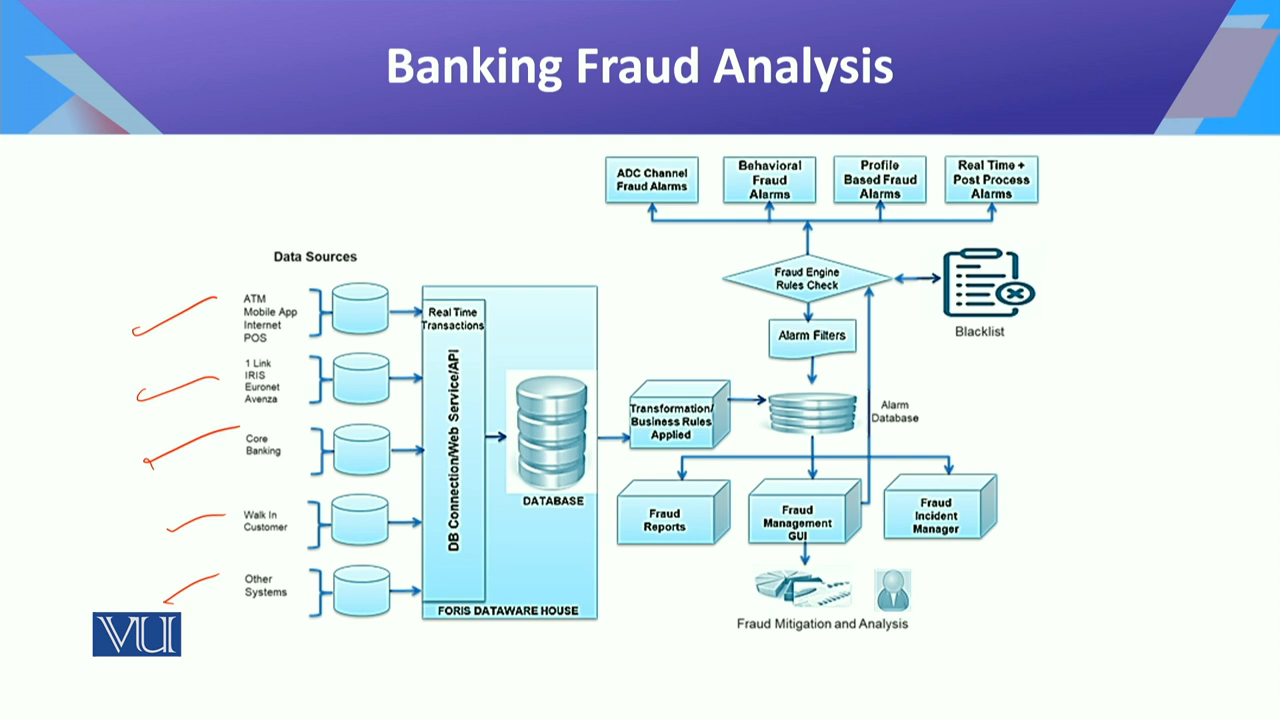 Banking Fraud Analysis
ADC Channel
Fraud Alarms
Behavioral
Fraud
Alarms
Profile
Based Fraud
Alarms
Real Time +
Post Process
Alarms
Data Sources
ATM
Mobile App
Internet
POS
1 Link
IRIS
Euronet
Avenza
Core
Banking
Walk In
Customer
Other
Systems
Real Time
Transactions
DB Connection/Web Service/API
DATABASE
FORIS DATAWARE HOUSE
Transformation/
Business Rules
Applied
Fraud Engine
Rules Check
Blacklist
Alarm Filters
Alarm
Database
Fraud
Reports
Fraud
Management
GUI
Fraud
Incident
Manager
Fraud Mitigation and Analysis
VU